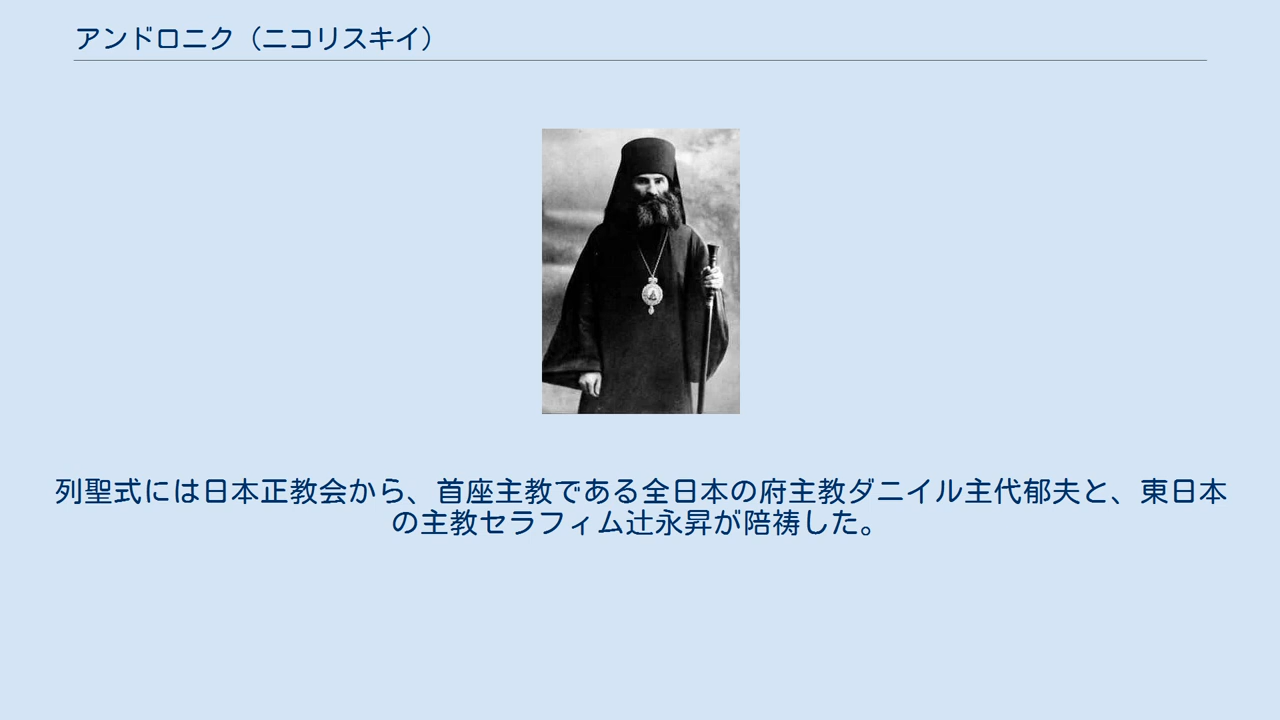 アンドロニク（ニコリスキイ）
列聖式には日本正教会から、首座主教である全日本の府主教ダニイル主代郁夫と、東日本
の主教セラフィム辻永昇が陪祷した。